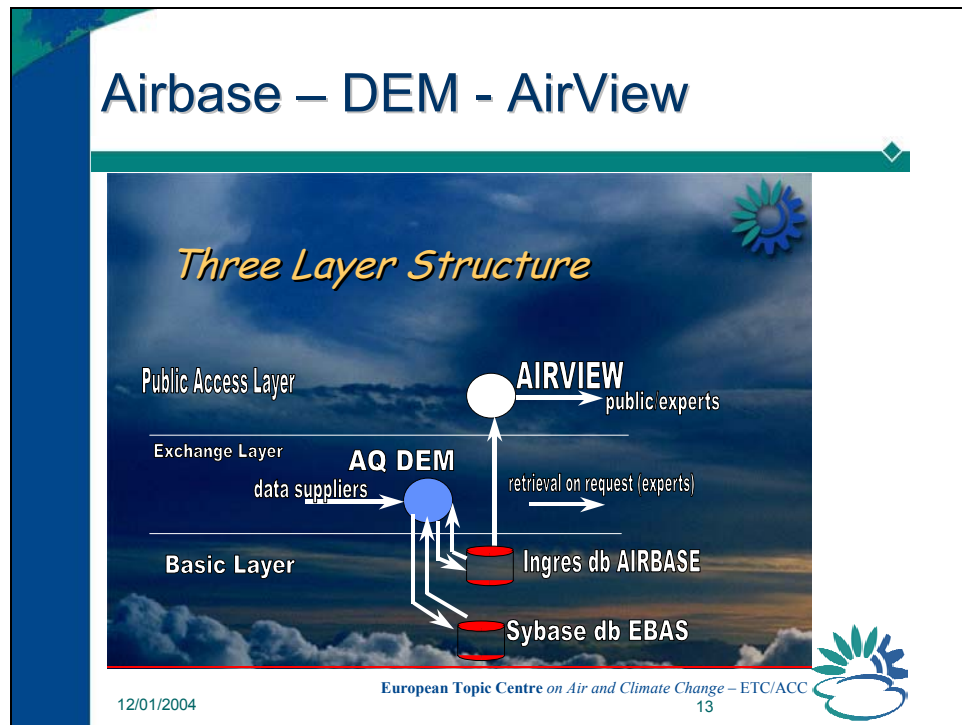 Airbase – DEM - AirView
Three Layer Structure
Public Access Layer
AIRVIEW
public/experts
Exchange Layer
AQ DEM
data suppliers
retrieval on request (experts)
Basic Layer
Ingres db AIRBASE
Sybase db EBAS
12/01/2004
European Topic Centre on Air and Climate Change – ETC/ACC
13